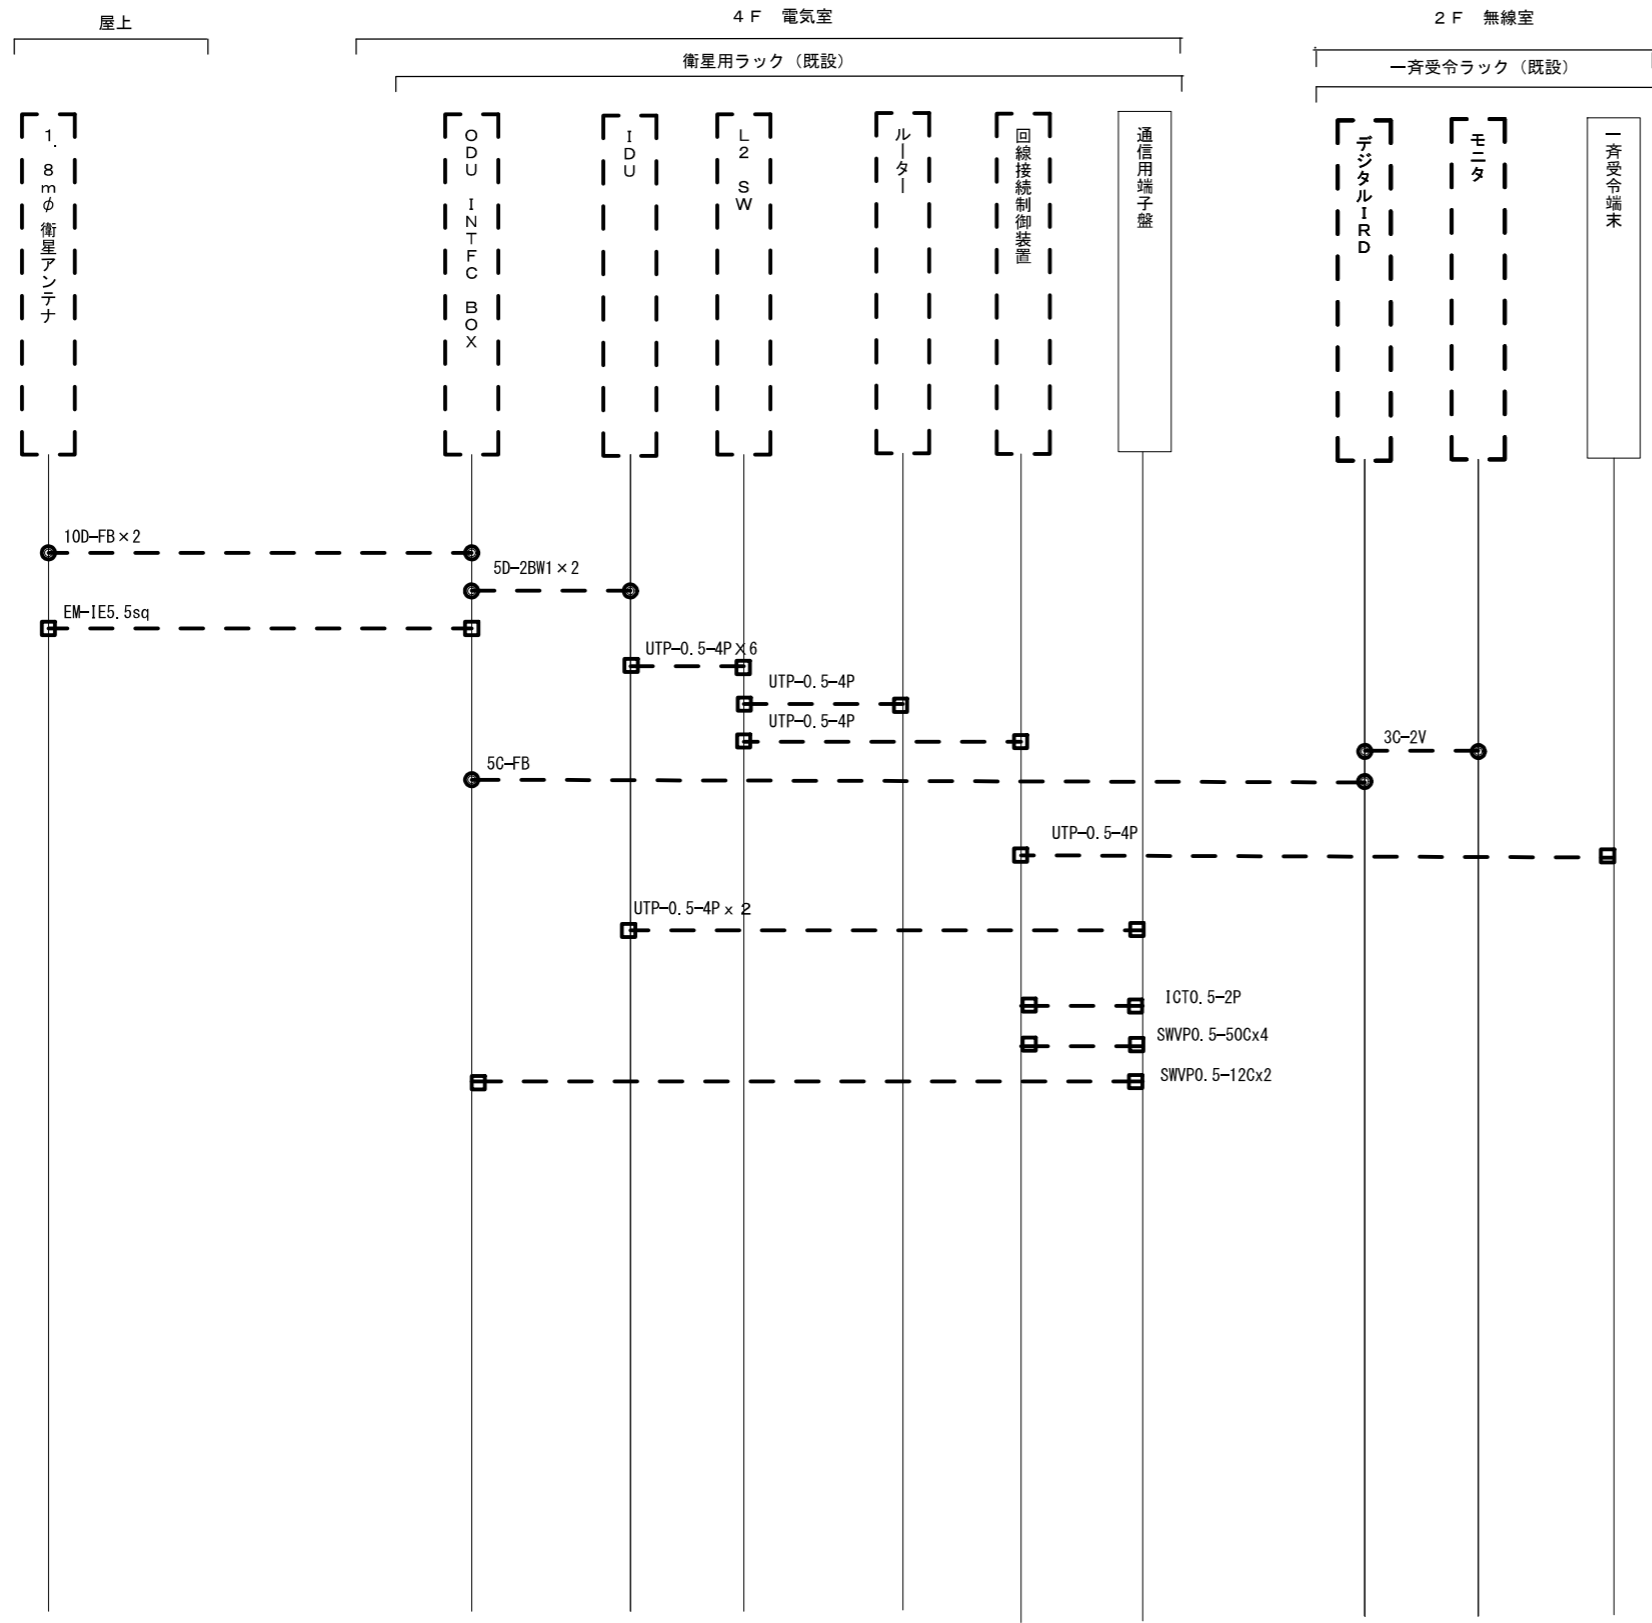 屋上
4F 電気室
2F 無線室
衛星用ラック（既設）
一斉受令ラック（既設）
1.8mφ 衛星アンテナ
ODU INTFC BOX
IDU
L2 SW
ルーター
回線接続制御装置
通信用端子盤
デジタルIRD
モニタ
一斉受令端末
10D-FB×2
5D-2BW1×2
EM-IE5.5sq
UTP-0.5-4P×6
UTP-0.5-4P
UTP-0.5-4P
3C-2V
5C-FB
UTP-0.5-4P
UTP-0.5-4Px2
ICT0.5-2P
SWVP0.5-50Cx4
SWVP0.5-12Cx2